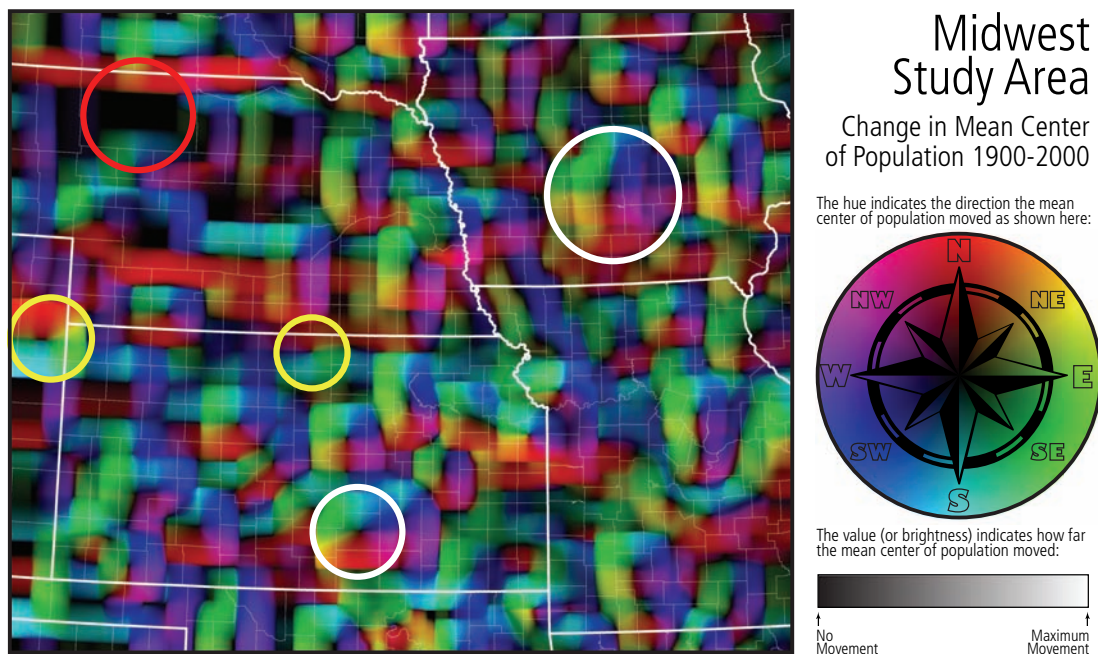 Midwest
Study Area
Change in Mean Center
of Population 1900-2000
The hue indicates the direction the mean
center of population moved as shown here:
N
NW
NE
W
E
SW
SE
S
The value (or brightness) indicates how far
the mean center of population moved:
No
Movement
Maximum
Movement